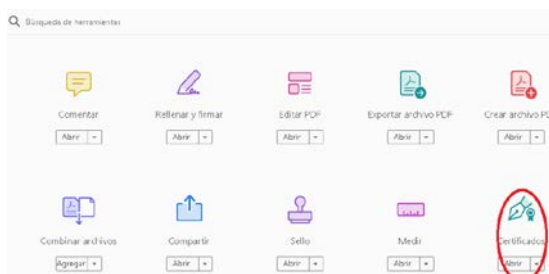 Búsqueda de herramientas
Comentar
Rellenar y firmar
Editar PDF
Exportar archivo PDF
Crear archivo PD
Abrir
Abrir
Abrir
Abrir
Abrir
Combinar archivos
Compartir
Sello
Medir
Certificados
Agregar
Abrir
Abrir
Abrir
Abrir